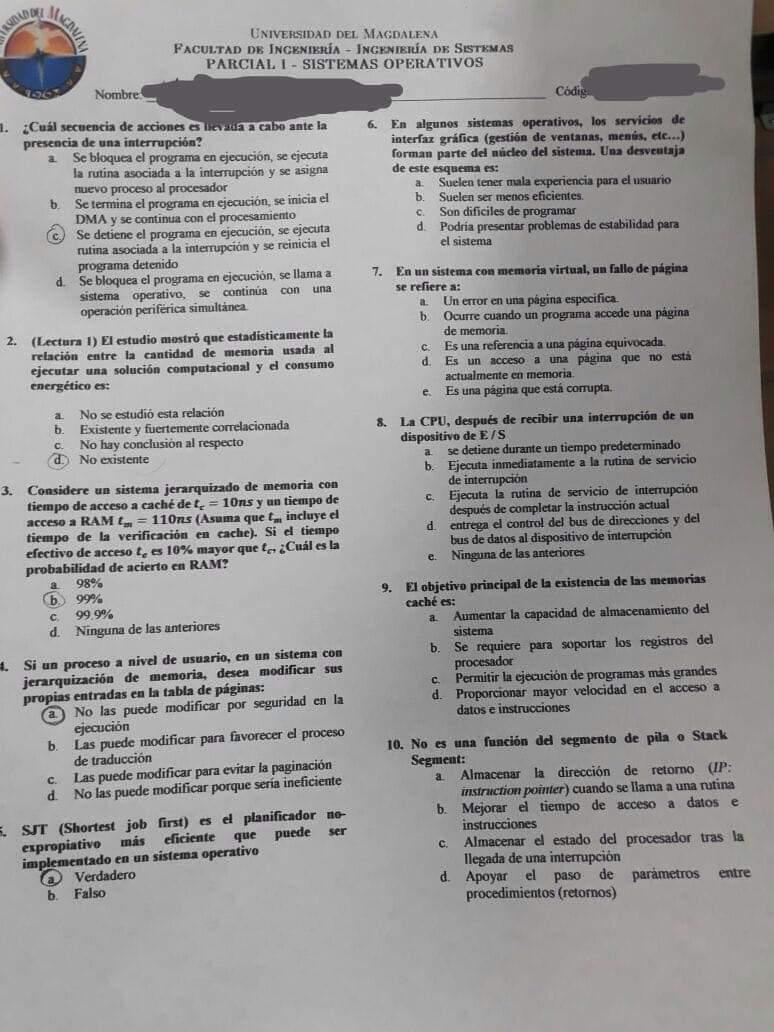 UNIVERSIDAD DEL MAGDALENA
FACULTAD DE INGENIERÍA - INGENIERÍA DE SISTEMAS
PARCIAL 1 - SISTEMAS OPERATIVOS
Nombre:
Códig
1. ¿Cuál secuencia de acciones es llevada a cabo ante la
presencia de una interrupción?
a. Se bloquea el programa en ejecución, se ejecuta
la rutina asociada a la interrupción y se asigna
nuevo proceso al procesador
b. Se termina el programa en ejecución, se inicia el
DMA y se continua con el procesamiento
c. Se detiene el programa en ejecución, se ejecuta
rutina asociada a la interrupción y se reinicia el
programa detenido
d. Se bloquea el programa en ejecución, se llama a
sistema operativo, se continúa con una
operación periférica simultánea.
2. (Lectura 1) El estudio mostró que estadísticamente la
relación entre la cantidad de memoria usada al
ejecutar una solución computacional y el consumo
energético es:
a. No se estudió esta relación
b. Existente y fuertemente correlacionada
c. No hay conclusión al respecto
d. No existente
3. Considere un sistema jerarquizado de memoria con
tiempo de acceso a caché de tc = 10ns y un tiempo de
acceso a RAM tm = 110ns (Asuma que tm incluye el
tiempo de la verificación en cache). Si el tiempo
efectivo de acceso te es 10% mayor que tc, ¿Cuál es la
probabilidad de acierto en RAM?
a. 98%
b. 99%
c. 99.9%
d. Ninguna de las anteriores
4. Si un proceso a nivel de usuario, en un sistema con
jerarquización de memoria, desea modificar sus
propias entradas en la tabla de páginas:
a. No las puede modificar por seguridad en la
ejecución
b. Las puede modificar para favorecer el proceso
de traducción
c. Las puede modificar para evitar la paginación
d. No las puede modificar porque sería ineficiente
5. SJT (Shortest job first) es el planificador no-
expropiativo más eficiente que puede ser
implementado en un sistema operativo
a. Verdadero
b. Falso
6. En algunos sistemas operativos, los servicios de
interfaz gráfica (gestión de ventanas, menús, etc...)
forman parte del núcleo del sistema. Una desventaja
de este esquema es:
a. Suelen tener mala experiencia para el usuario
b. Suelen ser menos eficientes.
c. Son difíciles de programar
d. Podría presentar problemas de estabilidad para
el sistema
7. En un sistema con memoria virtual, un fallo de página
se refiere a:
a. Un error en una página específica.
b. Ocurre cuando un programa accede una página
de memoria.
c. Es una referencia a una página equivocada.
d. Es un acceso a una página que no está
actualmente en memoria.
e. Es una página que está corrupta.
8. La CPU, después de recibir una interrupción de un
dispositivo de E / S
a. se detiene durante un tiempo predeterminado
b. Ejecuta inmediatamente a la rutina de servicio
de interrupción
c. Ejecuta la rutina de servicio de interrupción
después de completar la instrucción actual
d. entrega el control del bus de direcciones y del
bus de datos al dispositivo de interrupción
e. Ninguna de las anteriores
9. El objetivo principal de la existencia de las memorias
caché es:
a. Aumentar la capacidad de almacenamiento del
sistema
b. Se requiere para soportar los registros del
procesador
c. Permitir la ejecución de programas más grandes
d. Proporcionar mayor velocidad en el acceso a
datos e instrucciones
10. No es una función del segmento de pila o Stack
Segment:
a. Almacenar la dirección de retorno (IP:
instruction pointer) cuando se llama a una rutina
b. Mejorar el tiempo de acceso a datos e
instrucciones
c. Almacenar el estado del procesador tras la
llegada de una interrupción
d. Apoyar el paso de parámetros entre
procedimientos (retornos)